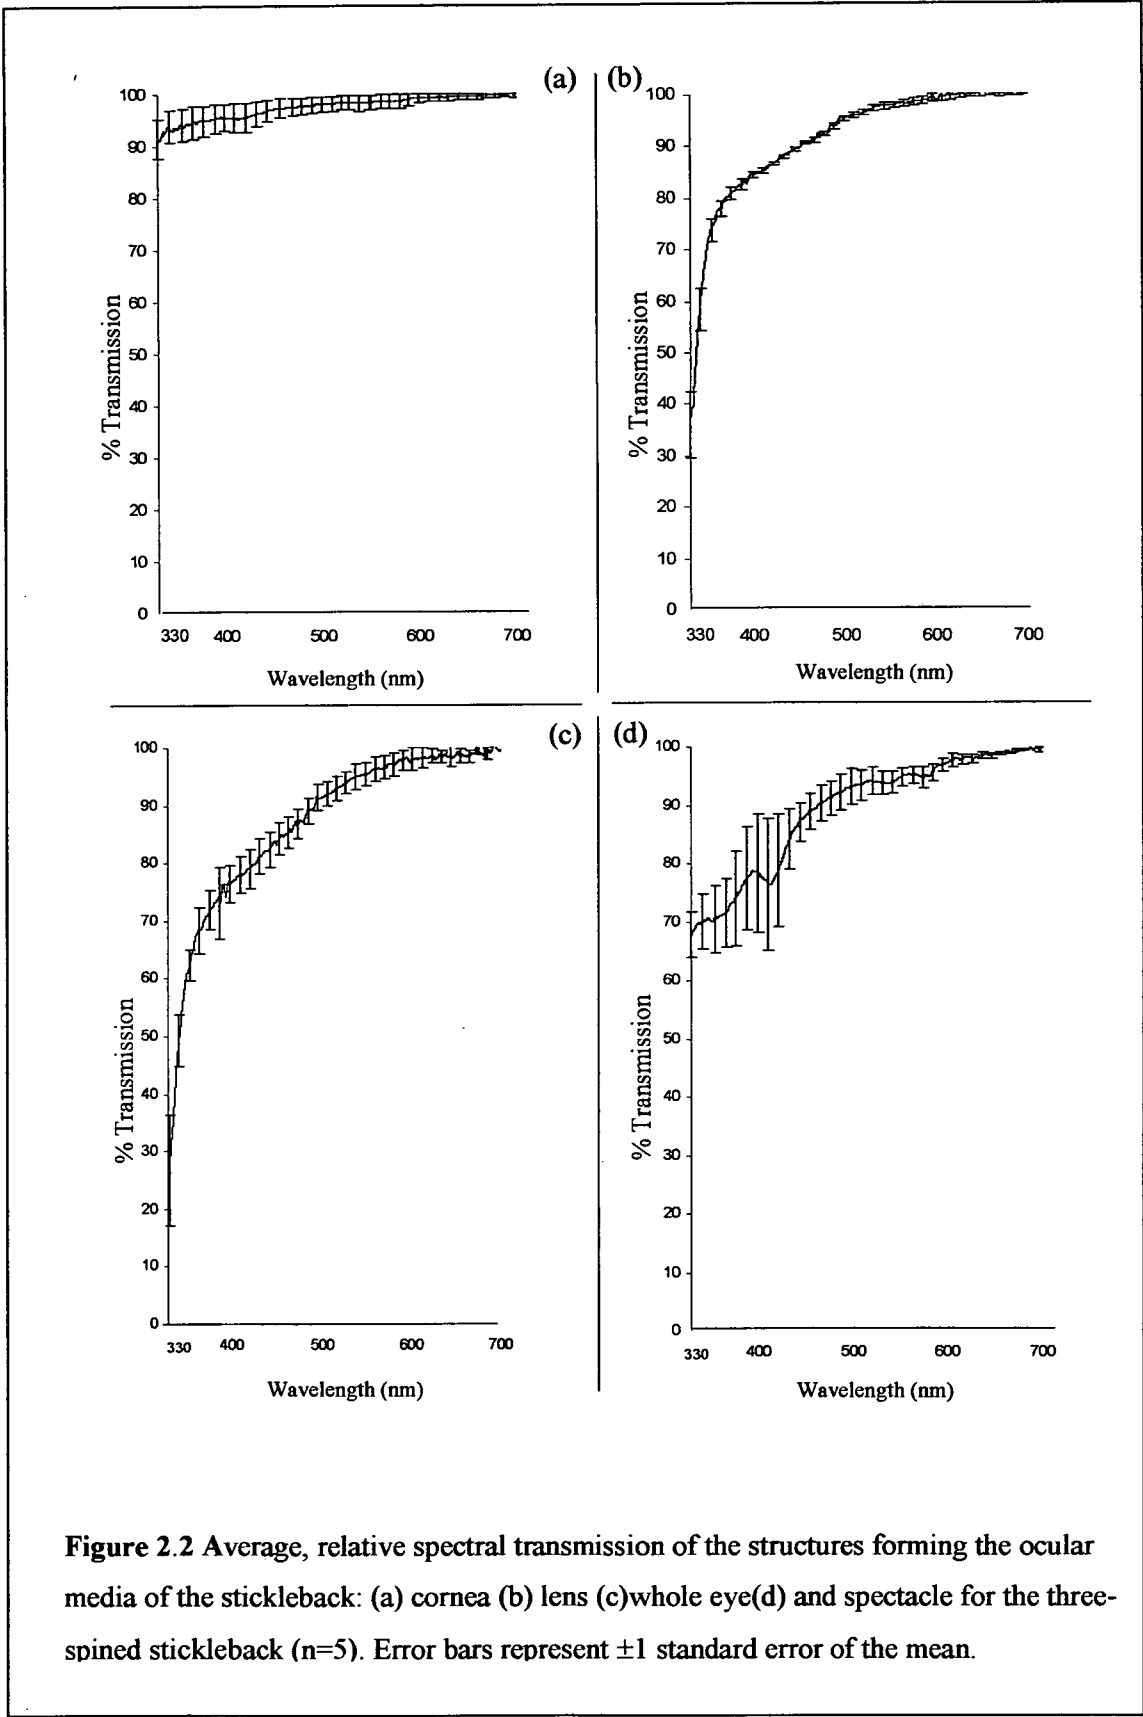 (a)
100
90
80
70
60
50
40
30
20
10
0
% Transmission
330 400 500 600 700
Wavelength (nm)
(b)
100
90
80
70
60
50
40
30
20
10
0
% Transmission
330 400 500 600 700
Wavelength (nm)
(c)
100
90
80
70
60
50
40
30
20
10
0
% Transmission
330 400 500 600 700
Wavelength (nm)
(d)
100
90
80
70
60
50
40
30
20
10
0
% Transmission
330 400 500 600 700
Wavelength (nm)
Figure 2.2 Average, relative spectral transmission of the structures forming the ocular
media of the stickleback: (a) cornea (b) lens (c)whole eye(d) and spectacle for the three-
spined stickleback (n=5). Error bars represent ±1 standard error of the mean.